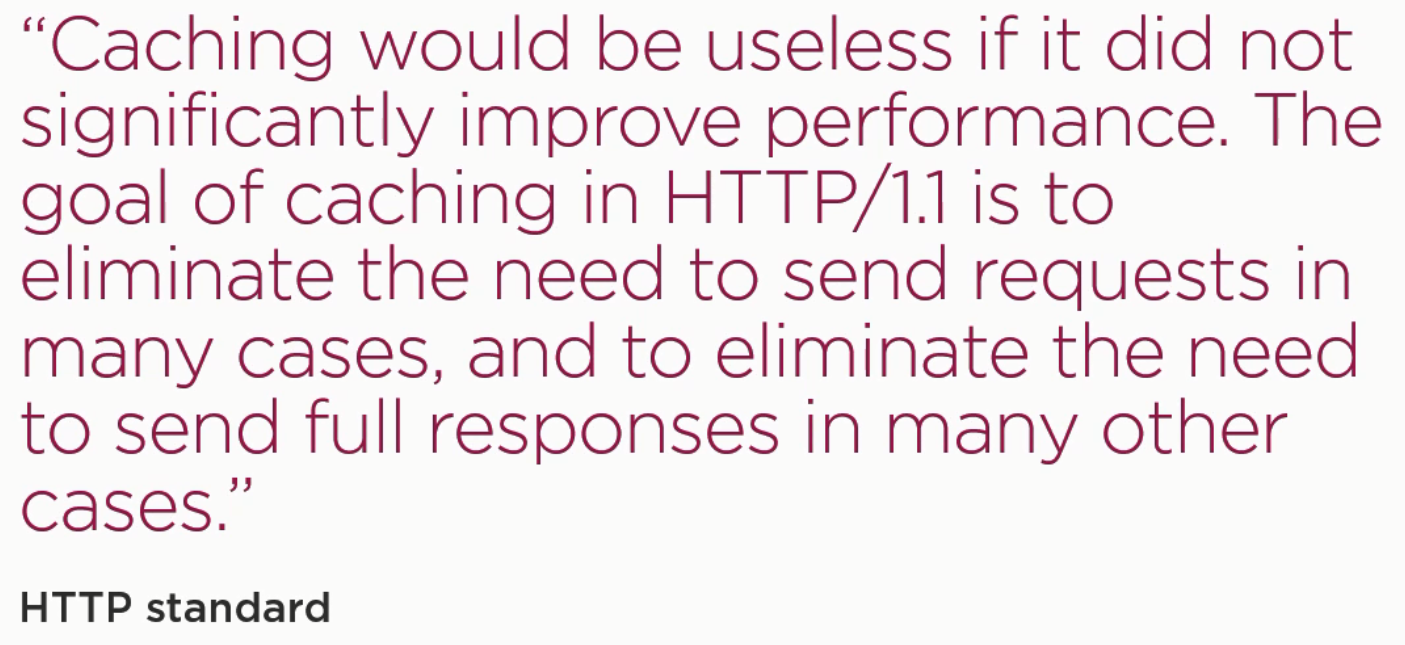 “Caching would be useless if it did not
significantly improve performance. The
goal of caching in HTTP/1.1 is to
eliminate the need to send requests in
many cases, and to eliminate the need
to send full responses in many other
cases.”
HTTP standard